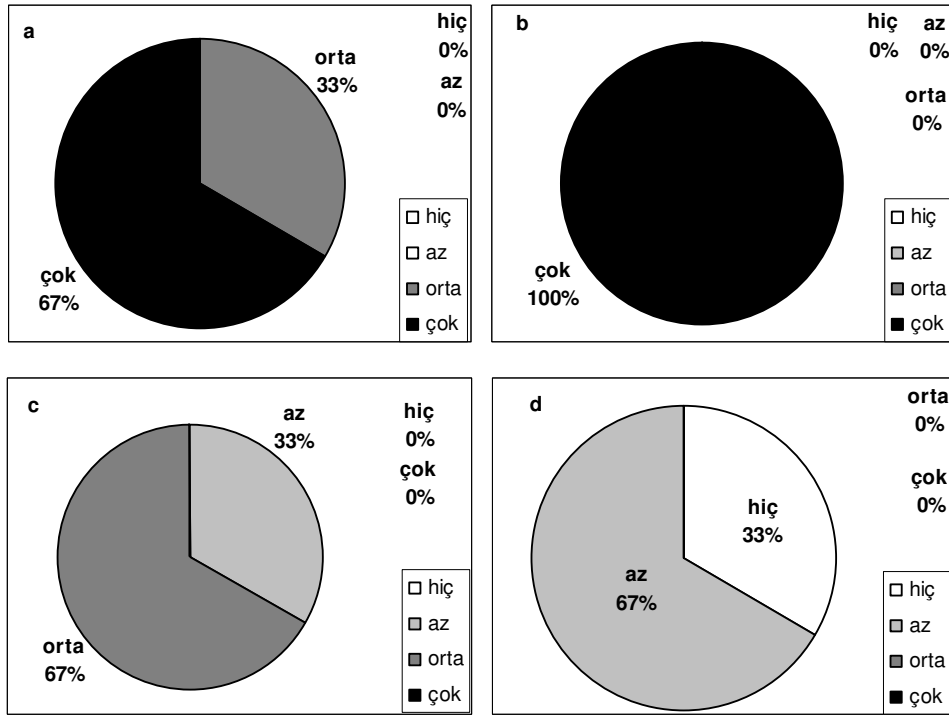 a
hiç
0%
az
0%
orta
33%
çok
67%
hiç
az
orta
çok
b
hiç
0%
az
0%
orta
0%
çok
100%
hiç
az
orta
çok
c
az
33%
hiç
0%
çok
0%
orta
67%
hiç
az
orta
çok
d
orta
0%
çok
0%
hiç
33%
az
67%
hiç
az
orta
çok